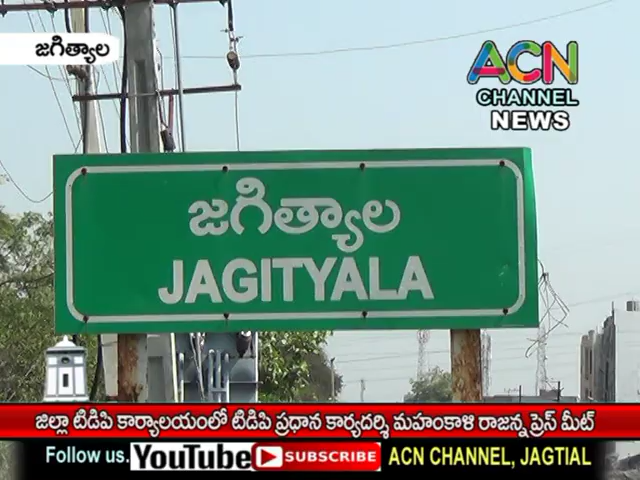 జగిత్యాల
ACN
CHANNEL
NEWS
జగిత్యాల
JAGITYALA
జిల్లా టిడిపి కార్యాలయంలో టిడిపి ప్రధాన కార్యదర్శి మహంకాళి రాజన్న ప్రెస్ మీట్
Follow us. YouTube SUBSCRIBE ACN CHANNEL, JAGTIAL